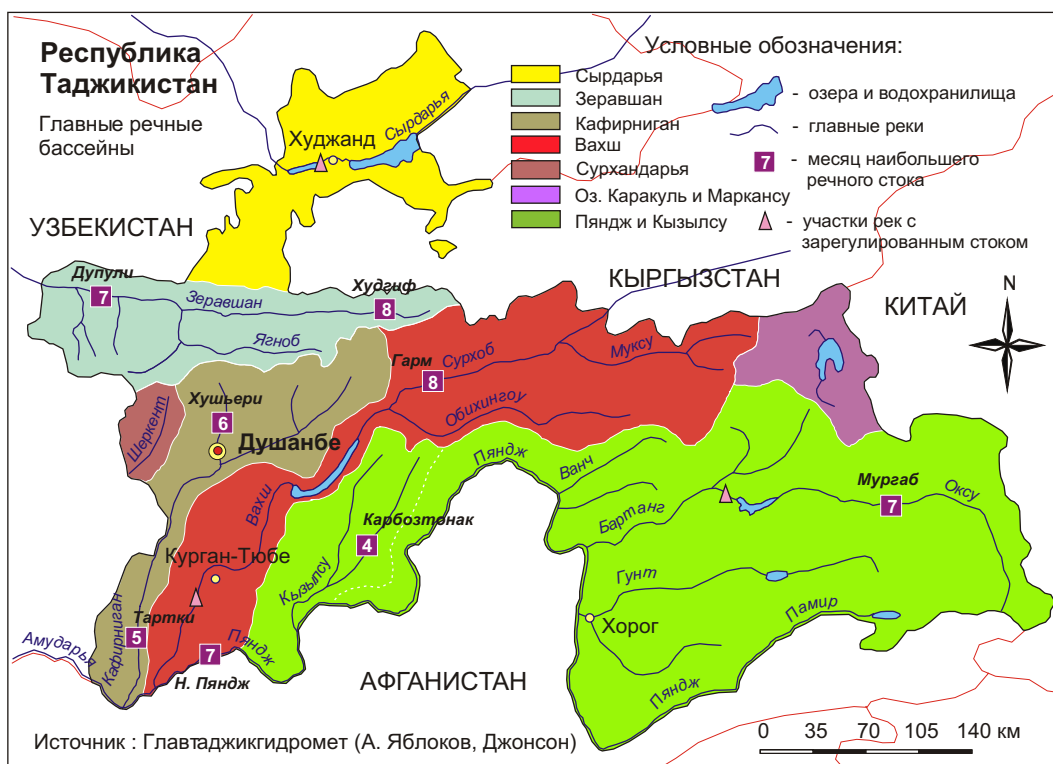 Республика
Таджикистан
Главные речные
бассейны
Условные обозначения:
Сырдарья
Зеравшан
Кафирниган
Вахш
Сурхандарья
Оз. Каракуль и Маркансу
Пяндж и Кызылсу
- озера и водохранилища
- главные реки
7
- месяц наибольшего
речного стока
- участки рек с
зарегулированным стоком
Худжанд
Сырдарья
УЗБЕКИСТАН
КЫРГЫЗСТАН
КИТАЙ
N
Дупули
7
Зеравшан
Худгиф
8
Ягноб
Гарм
8
Сурхоб
Муксу
Обихингоу
Шеркент
Хушьери
6
Душанбе
Вахш
Пяндж
Ванч
Бартанг
Мургаб
7
Оксу
Карбозтонак
4
Курган-Тюбе
Кызылсу
Гунт
Хорог
Памир
Тартки
5
Кафирниган
Амударья
7
Пяндж
Н. Пяндж
АФГАНИСТАН
Пяндж
Источник : Главтаджикгидромет (А. Яблоков, Джонсон)
0 35 70 105 140 км